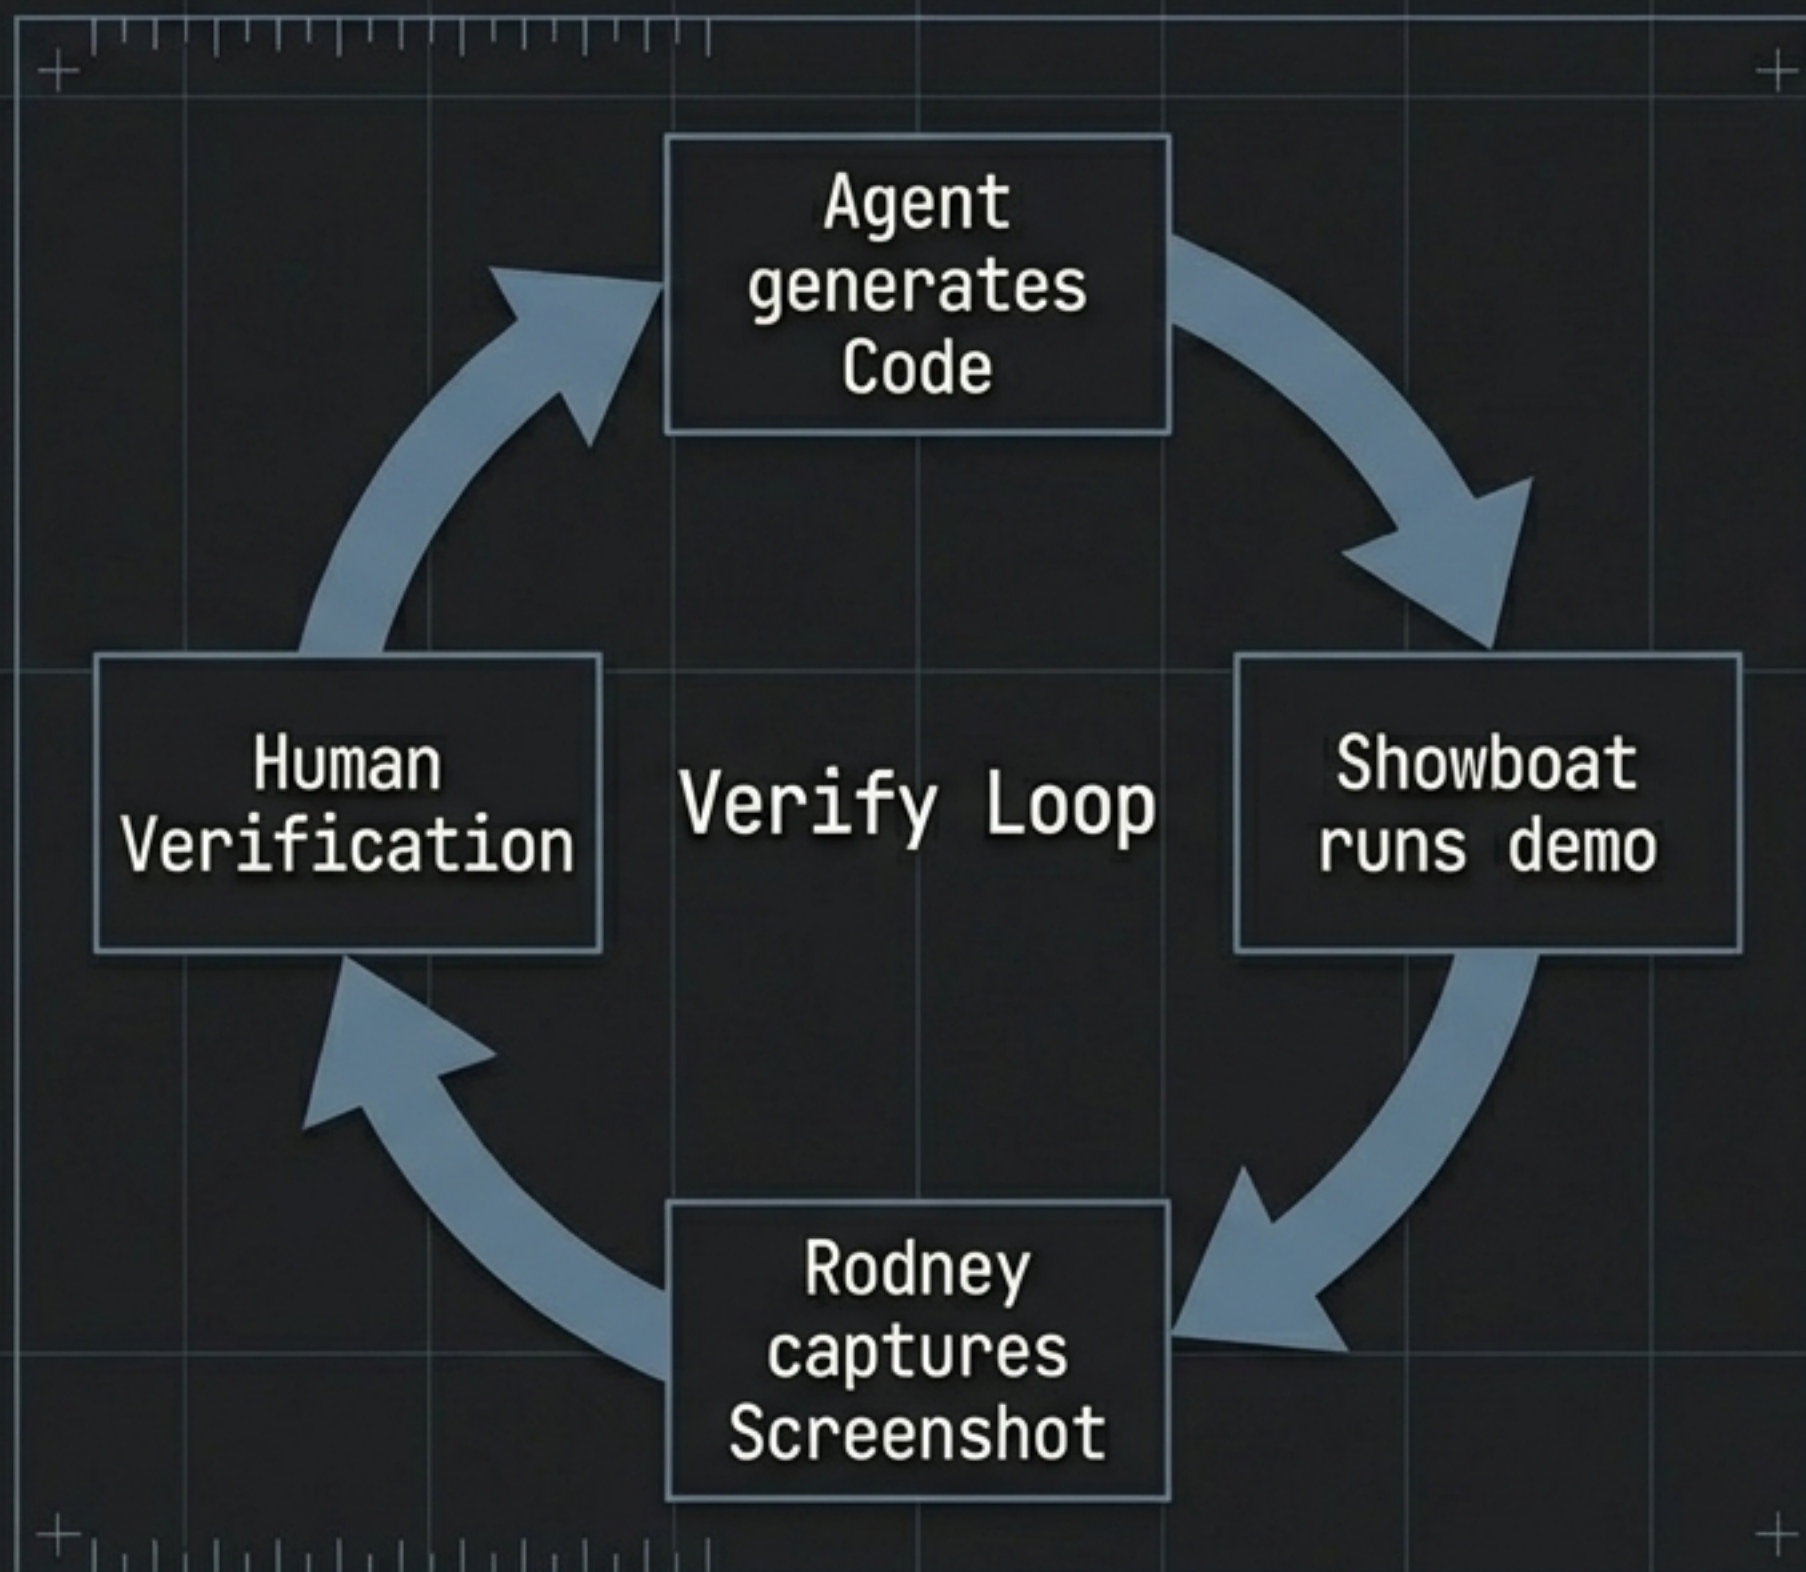 Agent
generates
Code
Human
Verification
Verify Loop
Showboat
runs demo
Rodney
captures
Screenshot